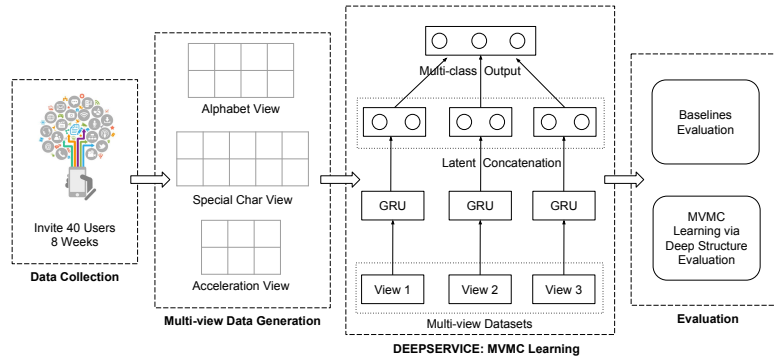 Invite 40 Users
8 Weeks
Data Collection
Alphabet View
Special Char View
Acceleration View
Multi-view Data Generation
Multi-class Output
Latent Concatenation
GRU
GRU
GRU
View 1
View 2
View 3
Multi-view Datasets
DEEPSERVICE: MVMC Learning
Baselines
Evaluation
MVMC
Learning via
Deep Structure
Evaluation
Evaluation